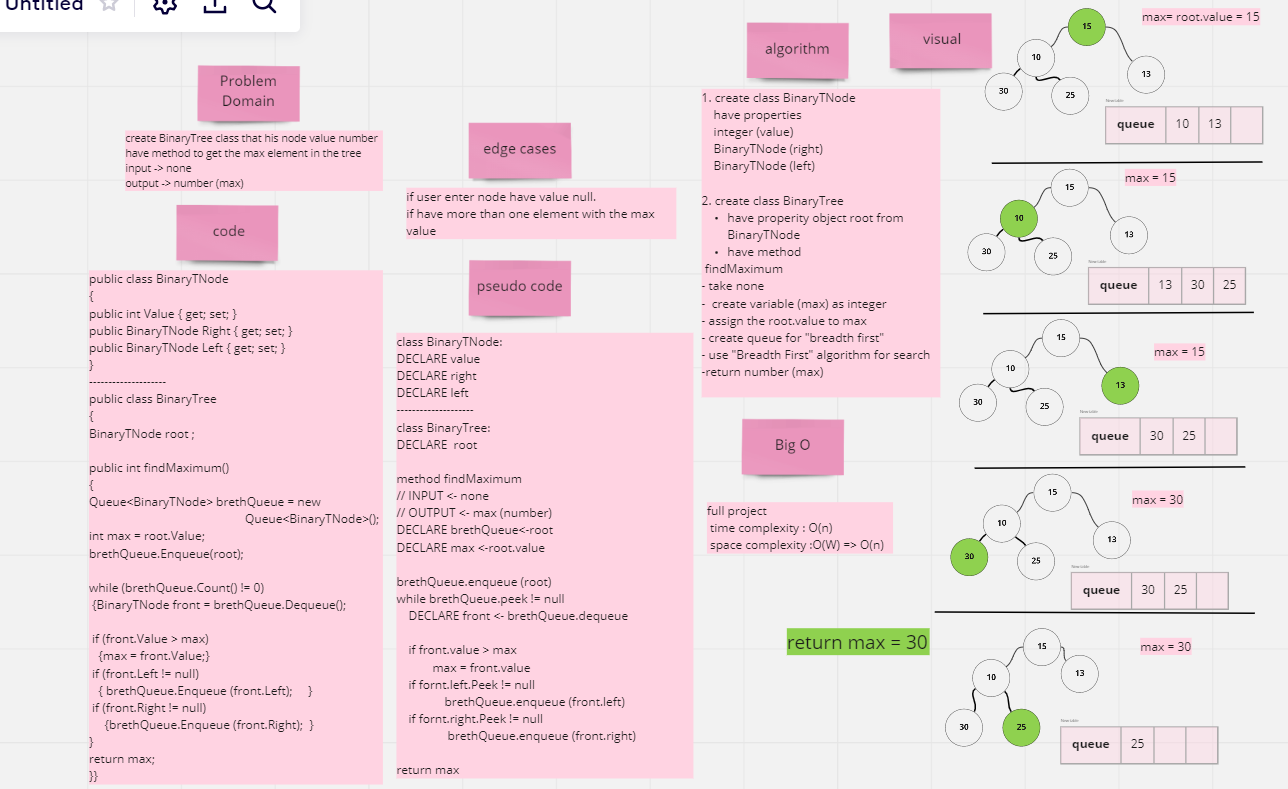 Untitled
Problem
Domain
create BinaryTree class that his node value number
have method to get the max element in the tree
input -> none
output -> number (max)
code
public class BinaryTNode
{
public int Value { get; set; }
public BinaryTNode Right { get; set; }
public BinaryTNode Left { get; set; }
}
--------------------
public class BinaryTree
{
BinaryTNode root ;
public int findMaximum()
{
Queue<BinaryTNode> brethQueue = new
Queue<BinaryTNode>();
int max = root.Value;
brethQueue.Enqueue(root);
while (brethQueue.Count() != 0)
{BinaryTNode front = brethQueue.Dequeue();
if (front.Value > max)
{max = front.Value;}
if (front.Left != null)
{ brethQueue.Enqueue (front.Left); }
if (front.Right != null)
{brethQueue.Enqueue (front.Right); }
}
return max;
}}
edge cases
if user enter node have value null.
if have more than one element with the max
value
pseudo code
class BinaryTNode:
DECLARE value
DECLARE right
DECLARE left
--------------------
class BinaryTree:
DECLARE root
method findMaximum
// INPUT <- none
// OUTPUT <- max (number)
DECLARE brethQueue<-root
DECLARE max <-root.value
brethQueue.enqueue (root)
while brethQueue.peek != null
DECLARE front <- brethQueue.dequeue
if front.value > max
max = front.value
if fornt.left.Peek != null
brethQueue.enqueue (front.left)
if fornt.right.Peek != null
brethQueue.enqueue (front.right)
return max
algorithm
1. create class BinaryTNode
have properties
integer (value)
BinaryTNode (right)
BinaryTNode (left)
2. create class BinaryTree
• have properity object root from
BinaryTNode
• have method
findMaximum
- take none
- create variable (max) as integer
- assign the root.value to max
- create queue for "breadth first"
- use "Breadth First" algorithm for search
-return number (max)
Big O
full project
time complexity : O(n)
space complexity :O(W) => O(n)
return max = 30
visual
max= root.value = 15
15
10
13
30
25
New table
queue 10 13
max = 15
15
10
13
30
25
New table
queue 13 30 25
max = 15
15
10
13
30
25
New table
queue 30 25
max = 30
15
10
13
30
25
New table
queue 30 25
max = 30
15
10
13
30
25
New table
queue 25